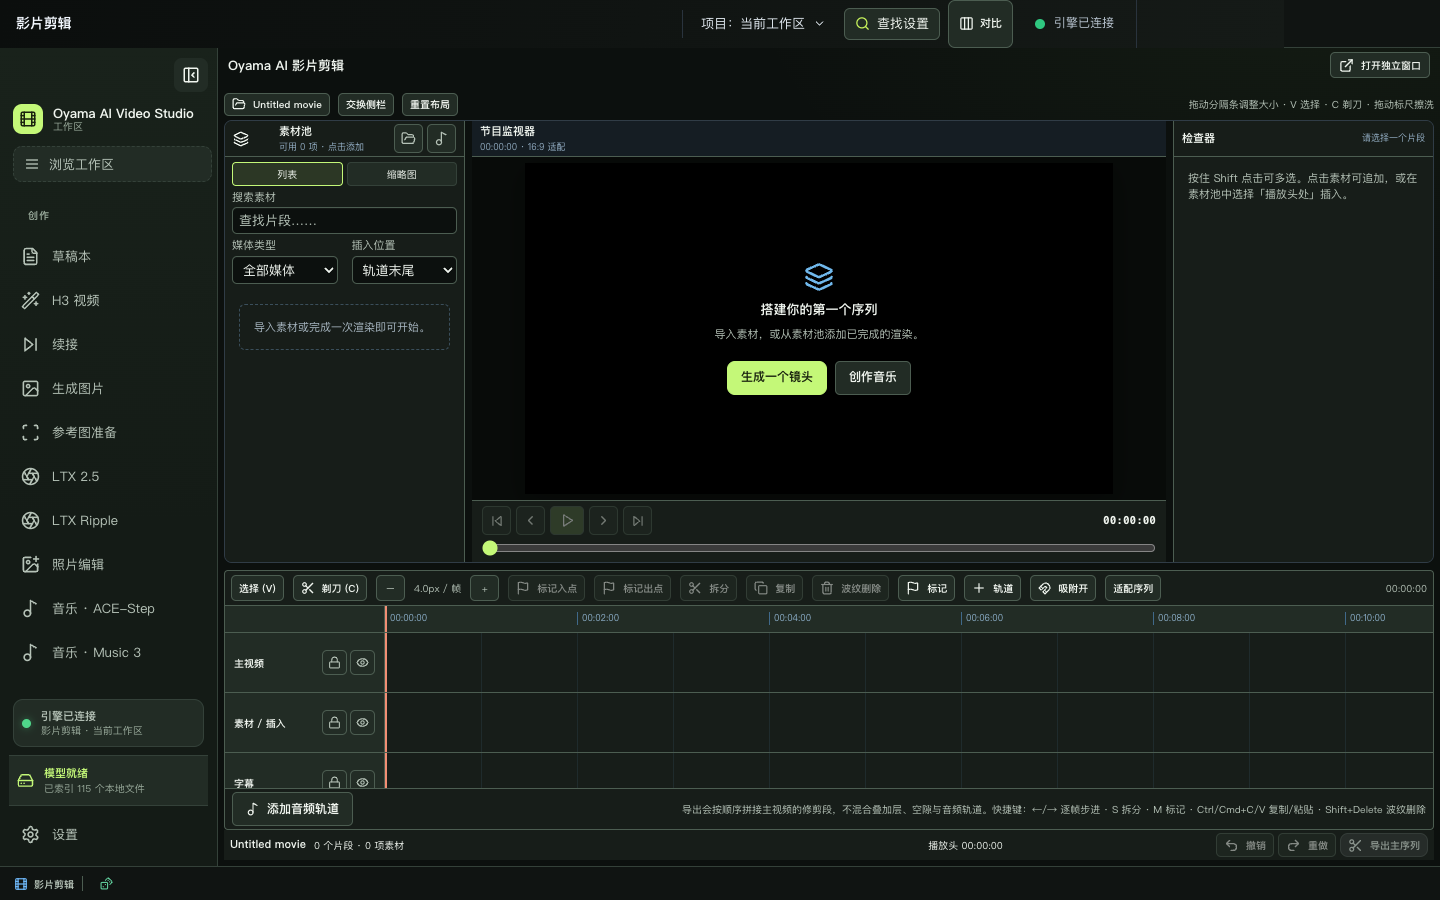 影片剪辑
项目：当前工作区
查找设置
对比
引擎已连接
Oyama AI Video Studio
工作区
浏览工作区
创作
草稿本
H3 视频
续接
生成图片
参考图准备
LTX 2.5
LTX Ripple
照片编辑
音乐 · ACE-Step
音乐 · Music 3
引擎已连接
影片剪辑 · 当前工作区
模型就绪
已索引 115 个本地文件
设置
Oyama AI 影片剪辑
打开独立窗口
Untitled movie
交换侧栏
重置布局
拖动分隔条调整大小 · V 选择 · C 剃刀 · 拖动标尺擦洗
素材池
可用 0 项 · 点击添加
列表
缩略图
搜索素材
查找片段……
媒体类型
插入位置
全部媒体
轨道末尾
导入素材或完成一次渲染即可开始。
节目监视器
00:00:00 · 16:9 适配
搭建你的第一个序列
导入素材，或从素材池添加已完成的渲染。
生成一个镜头
创作音乐
00:00:00
检查器
请选择一个片段
按住 Shift 点击可多选。点击素材可追加，或在
素材池中选择「播放头处」插入。
选择 (V)
剃刀 (C)
−
4.0px / 帧
+
标记入点
标记出点
拆分
复制
波纹删除
标记
轨道
吸附开
适配序列
00:00:00
00:00:00
00:02:00
00:04:00
00:06:00
00:08:00
00:10:00
主视频
素材 / 插入
字幕
添加音频轨道
导出会按顺序拼接主视频的修剪段，不混合叠加层、空隙与音频轨道。快捷键：←/→ 逐帧步进 · S 拆分 · M 标记 · Ctrl/Cmd+C/V 复制/粘贴 · Shift+Delete 波纹删除
Untitled movie
0 个片段 · 0 项素材
播放头 00:00:00
撤销
重做
导出主序列
影片剪辑